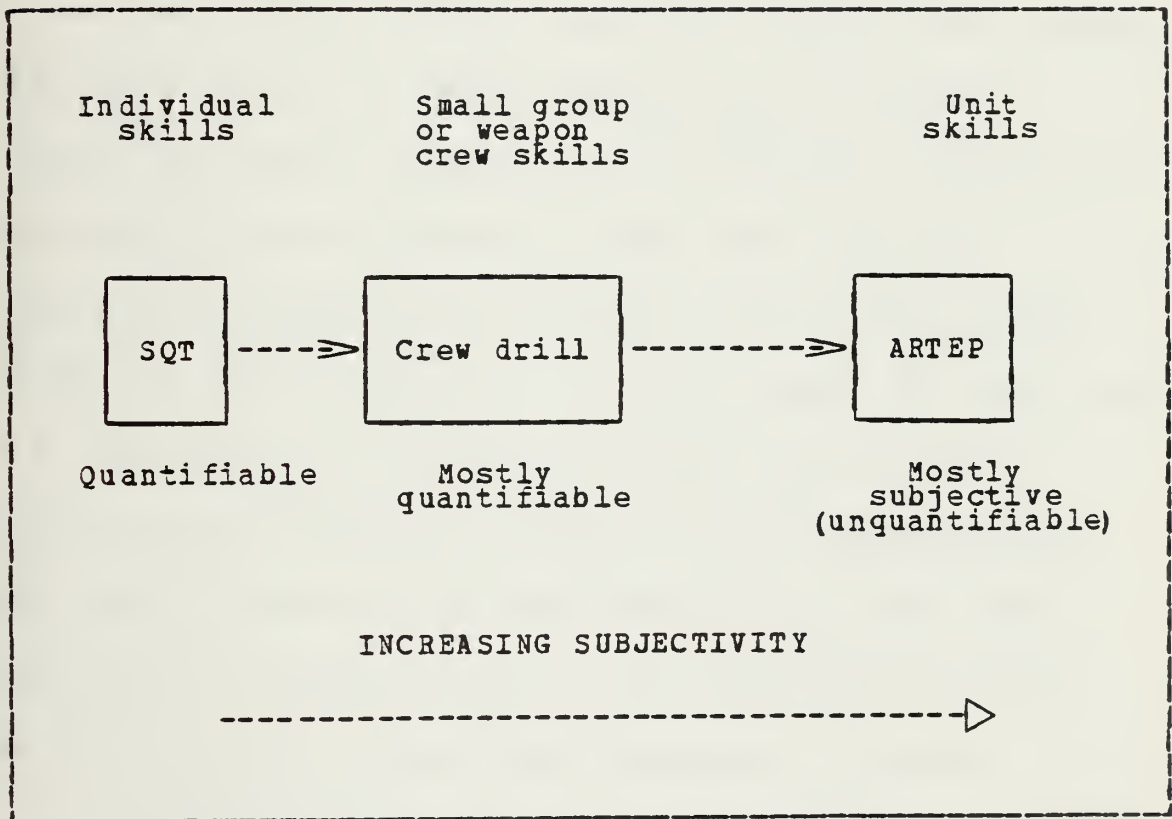 Individual
skills
Small group
or weapon
crew skills
Unit
skills
SQT
Crew drill
ARTEP
Quantifiable
Mostly
quantifiable
Mostly
subjective
(unquantifiable)
INCREASING SUBJECTIVITY